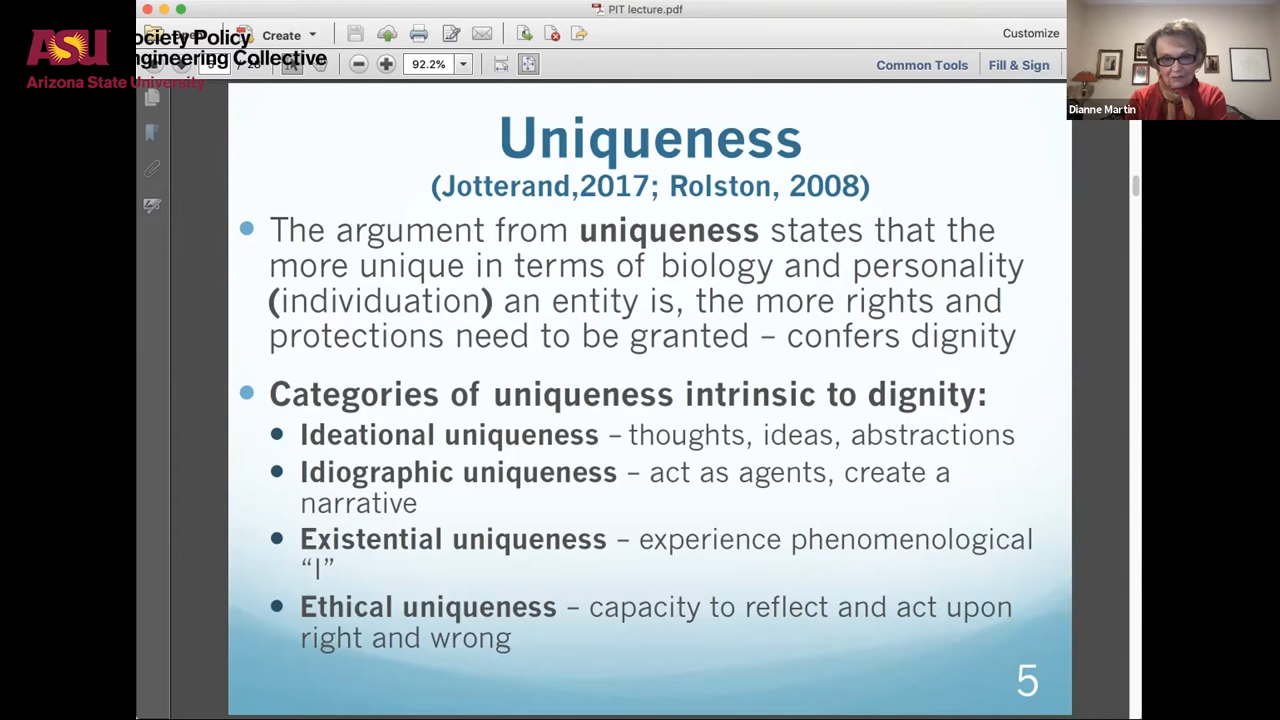 PIT lecture.pdf
ASU
Arizona State University
ociety Policy
ngineering Collective
Create
Customize
92.2%
Common Tools
Fill & Sign
Dianne Martin
Uniqueness
(Jotterand,2017; Rolston, 2008)
The argument from uniqueness states that the
more unique in terms of biology and personality
(individuation) an entity is, the more rights and
protections need to be granted – confers dignity
Categories of uniqueness intrinsic to dignity:
Ideational uniqueness – thoughts, ideas, abstractions
Idiographic uniqueness – act as agents, create a
narrative
Existential uniqueness – experience phenomenological
“I”
Ethical uniqueness – capacity to reflect and act upon
right and wrong
5